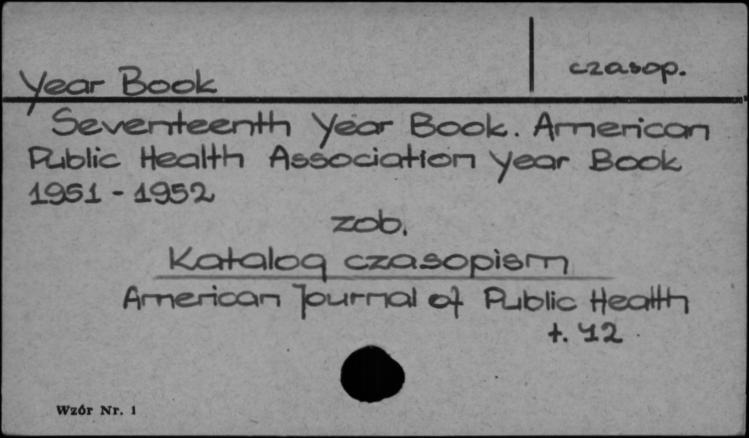 czasop.
Year Book
Seventeenth Year Book. American
Public Health Association Year Book
1951 - 1952
zob.
Katalog czasopism
American Journal of Public Health
t. 42
Wzór Nr. 1